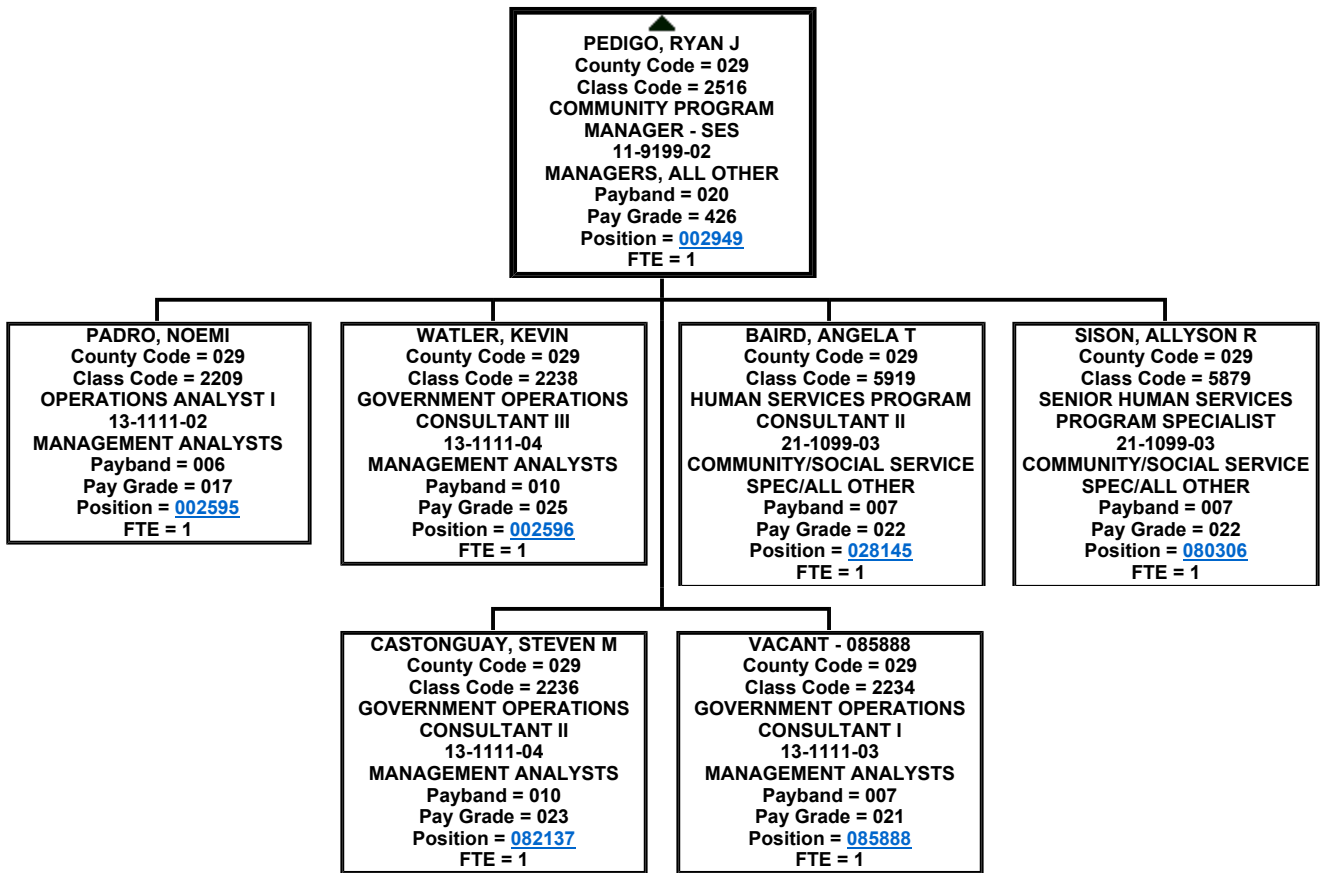 PEDIGO, RYAN J
County Code = 029
Class Code = 2516
COMMUNITY PROGRAM
MANAGER - SES
11-9199-02
MANAGERS, ALL OTHER
Payband = 020
Pay Grade = 426
Position = 002949
FTE = 1
PADRO, NOEMI
County Code = 029
Class Code = 2209
OPERATIONS ANALYST I
13-1111-02
MANAGEMENT ANALYSTS
Payband = 006
Pay Grade = 017
Position = 002595
FTE = 1
WATLER, KEVIN
County Code = 029
Class Code = 2238
GOVERNMENT OPERATIONS
CONSULTANT III
13-1111-04
MANAGEMENT ANALYSTS
Payband = 010
Pay Grade = 025
Position = 002596
FTE = 1
BAIRD, ANGELA T
County Code = 029
Class Code = 5919
HUMAN SERVICES PROGRAM
CONSULTANT II
21-1099-03
COMMUNITY/SOCIAL SERVICE
SPEC/ALL OTHER
Payband = 007
Pay Grade = 022
Position = 028145
FTE = 1
SISON, ALLYSON R
County Code = 029
Class Code = 5879
SENIOR HUMAN SERVICES
PROGRAM SPECIALIST
21-1099-03
COMMUNITY/SOCIAL SERVICE
SPEC/ALL OTHER
Payband = 007
Pay Grade = 022
Position = 080306
FTE = 1
CASTONGUAY, STEVEN M
County Code = 029
Class Code = 2236
GOVERNMENT OPERATIONS
CONSULTANT II
13-1111-04
MANAGEMENT ANALYSTS
Payband = 010
Pay Grade = 023
Position = 082137
FTE = 1
VACANT - 085888
County Code = 029
Class Code = 2234
GOVERNMENT OPERATIONS
CONSULTANT I
13-1111-03
MANAGEMENT ANALYSTS
Payband = 007
Pay Grade = 021
Position = 085888
FTE = 1